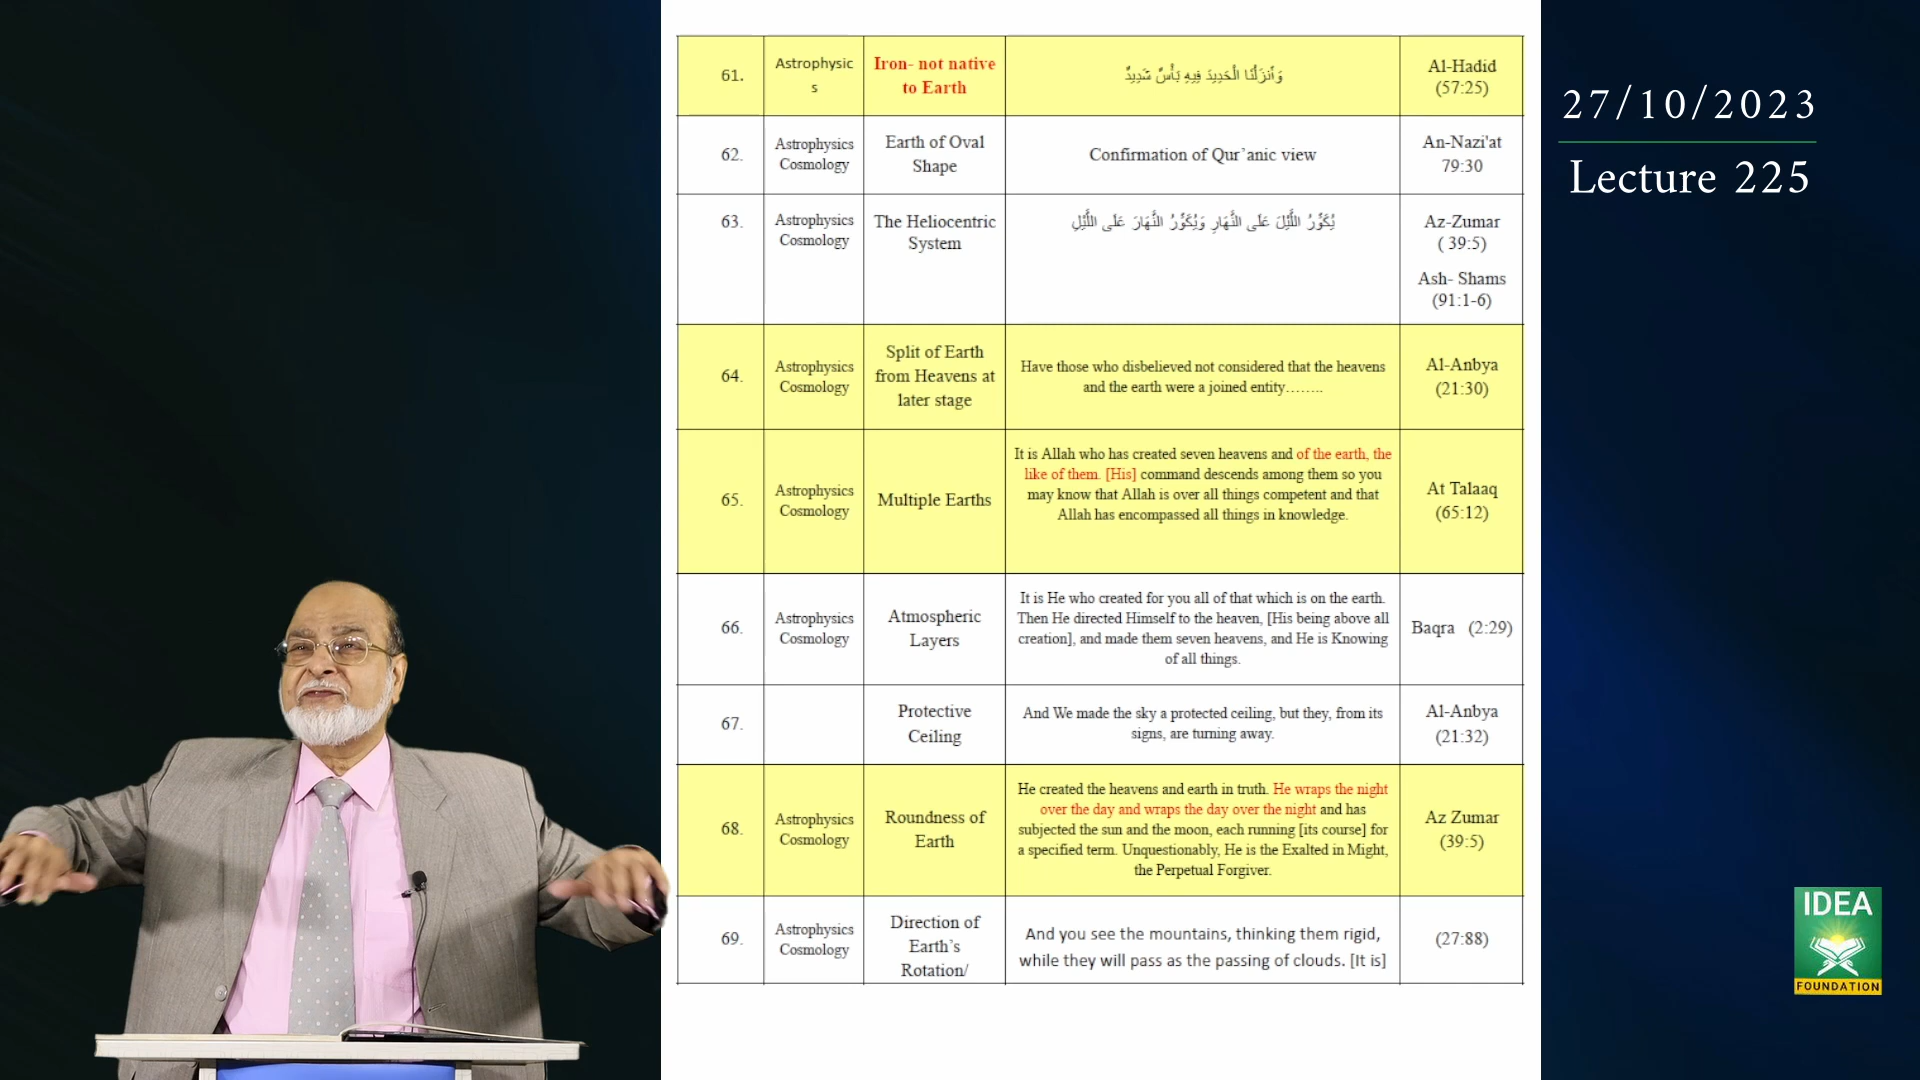 61.
Astrophysic
s
Iron- not native
to Earth
وَأَنزَلْنَا الْحَدِيدَ فِيهِ بَأْسٌ شَدِيدٌ
Al-Hadid
(57:25)
62.
Astrophysics
Cosmology
Earth of Oval
Shape
Confirmation of Qur’anic view
An-Nazi'at
79:30
63.
Astrophysics
Cosmology
The Heliocentric
System
يُكَوِّرُ اللَّيْلَ عَلَى النَّهَارِ وَيُكَوِّرُ النَّهَارَ عَلَى اللَّيْلِ
Az-Zumar
( 39:5)
Ash- Shams
(91:1-6)
64.
Astrophysics
Cosmology
Split of Earth
from Heavens at
later stage
Have those who disbelieved not considered that the heavens
and the earth were a joined entity........
Al-Anbya
(21:30)
65.
Astrophysics
Cosmology
Multiple Earths
It is Allah who has created seven heavens and of the earth, the
like of them. [His] command descends among them so you
may know that Allah is over all things competent and that
Allah has encompassed all things in knowledge.
At Talaaq
(65:12)
66.
Astrophysics
Cosmology
Atmospheric
Layers
It is He who created for you all of that which is on the earth.
Then He directed Himself to the heaven, [His being above all
creation], and made them seven heavens, and He is Knowing
of all things.
Baqra (2:29)
67.
Protective
Ceiling
And We made the sky a protected ceiling, but they, from its
signs, are turning away.
Al-Anbya
(21:32)
68.
Astrophysics
Cosmology
Roundness of
Earth
He created the heavens and earth in truth. He wraps the night
over the day and wraps the day over the night and has
subjected the sun and the moon, each running [its course] for
a specified term. Unquestionably, He is the Exalted in Might,
the Perpetual Forgiver.
Az Zumar
(39:5)
69.
Astrophysics
Cosmology
Direction of
Earth’s
Rotation/
And you see the mountains, thinking them rigid,
while they will pass as the passing of clouds. [It is]
(27:88)
27/10/2023
Lecture 225
IDEA
FOUNDATION